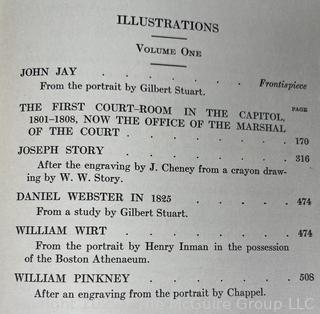 ILLUSTRATIONS
VOLUME ONE
JOHN JAY . . . . . . . Frontispiece
From the portrait by Gilbert Stuart.
PAGE
THE FIRST COURT-ROOM IN THE CAPITOL,
1801-1808, NOW THE OFFICE OF THE MARSHAL
OF THE COURT . . . . . . . 170
JOSEPH STORY . . . . . . . 316
After the engraving by J. Cheney from a crayon draw-
ing by W. W. Story.
DANIEL WEBSTER IN 1825 . . . . . 474
From a study by Gilbert Stuart.
WILLIAM WIRT . . . . . . . 474
From the portrait by Henry Inman in the possession
of the Boston Athenaeum.
WILLIAM PINKNEY . . . . . . 508
After an engraving from the portrait by Chappel.
McGuire Group LLC